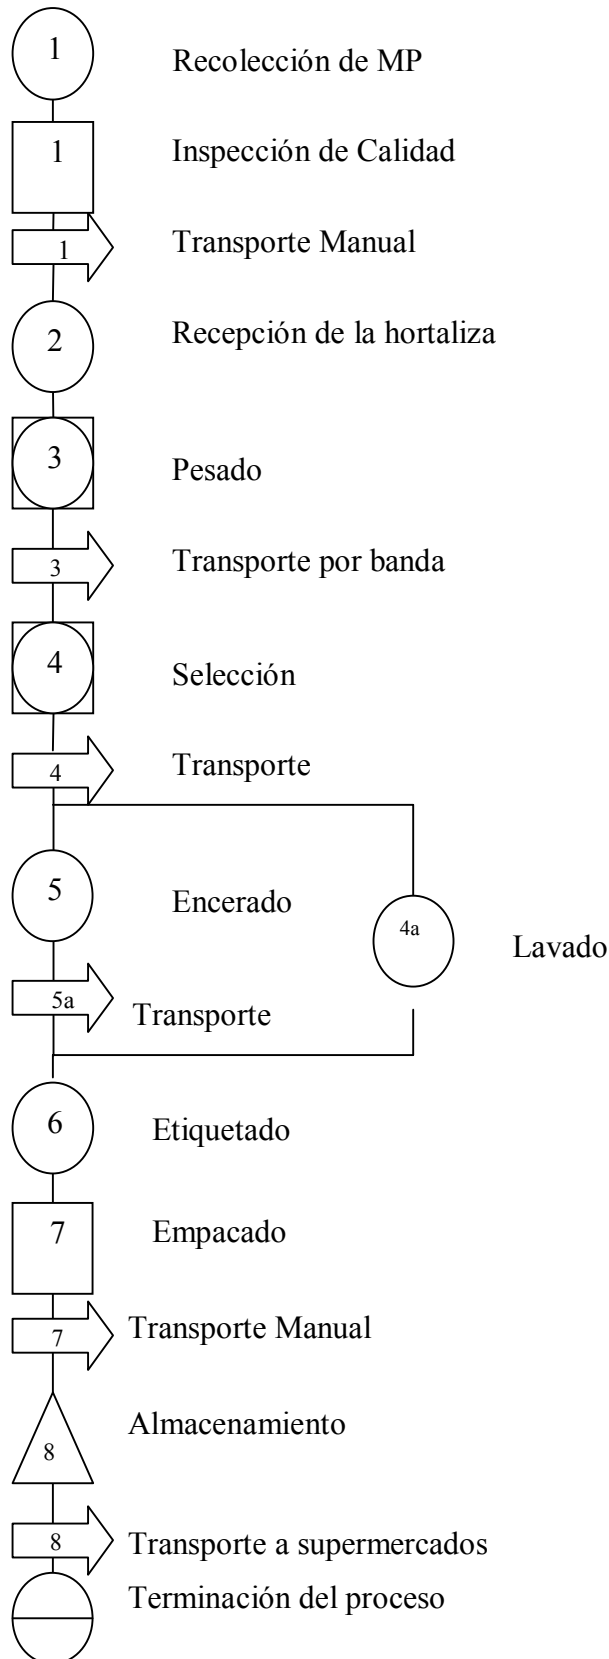 1
Recolección de MP
1
Inspección de Calidad
1
Transporte Manual
2
Recepción de la hortaliza
3
Pesado
3
Transporte por banda
4
Selección
4
Transporte
5
Encerado
4a
Lavado
5a
Transporte
6
Etiquetado
7
Empacado
7
Transporte Manual
8
Almacenamiento
8
Transporte a supermercados
Terminación del proceso